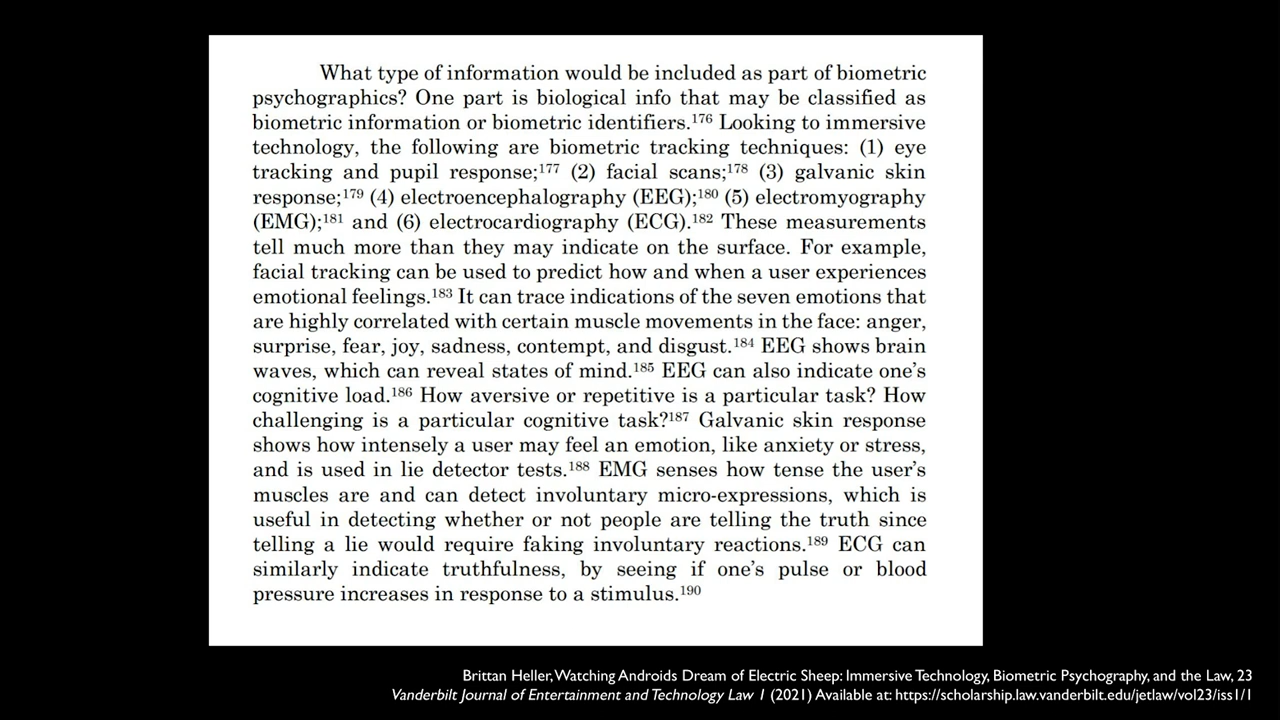 What type of information would be included as part of biometric
psychographics? One part is biological info that may be classified as
biometric information or biometric identifiers.¹⁷⁶ Looking to immersive
technology, the following are biometric tracking techniques: (1) eye
tracking and pupil response;¹⁷⁷ (2) facial scans;¹⁷⁸ (3) galvanic skin
response;¹⁷⁹ (4) electroencephalography (EEG);¹⁸⁰ (5) electromyography
(EMG);¹⁸¹ and (6) electrocardiography (ECG).¹⁸² These measurements
tell much more than they may indicate on the surface. For example,
facial tracking can be used to predict how and when a user experiences
emotional feelings.¹⁸³ It can trace indications of the seven emotions that
are highly correlated with certain muscle movements in the face: anger,
surprise, fear, joy, sadness, contempt, and disgust.¹⁸⁴ EEG shows brain
waves, which can reveal states of mind.¹⁸⁵ EEG can also indicate one’s
cognitive load.¹⁸⁶ How aversive or repetitive is a particular task? How
challenging is a particular cognitive task?¹⁸⁷ Galvanic skin response
shows how intensely a user may feel an emotion, like anxiety or stress,
and is used in lie detector tests.¹⁸⁸ EMG senses how tense the user’s
muscles are and can detect involuntary micro-expressions, which is
useful in detecting whether or not people are telling the truth since
telling a lie would require faking involuntary reactions.¹⁸⁹ ECG can
similarly indicate truthfulness, by seeing if one’s pulse or blood
pressure increases in response to a stimulus.¹⁹⁰
Brittan Heller, Watching Androids Dream of Electric Sheep: Immersive Technology, Biometric Psychography, and the Law, 23
Vanderbilt Journal of Entertainment and Technology Law 1 (2021) Available at: https://scholarship.law.vanderbilt.edu/jetlaw/vol23/iss1/1